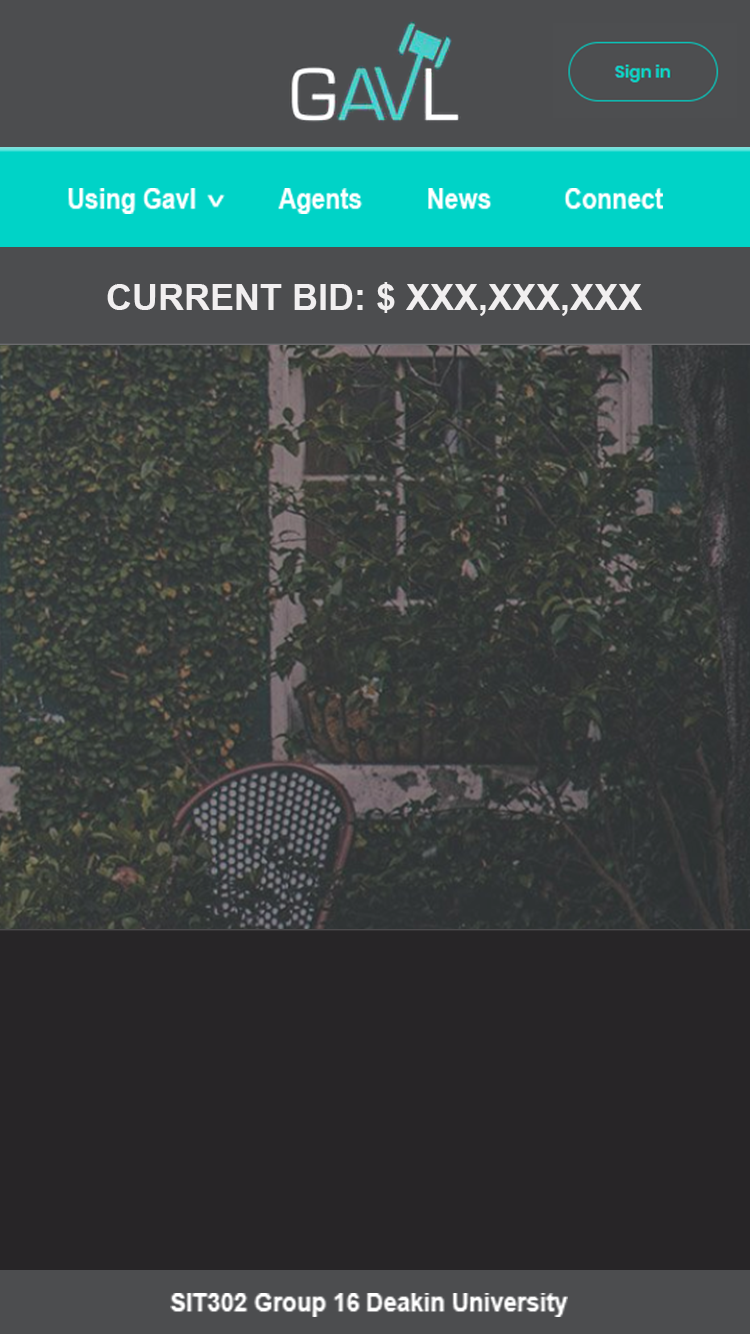 GAVL
Sign in
Using Gavl
Agents
News
Connect
CURRENT BID: $ XXX,XXX,XXX
SIT302 Group 16 Deakin University